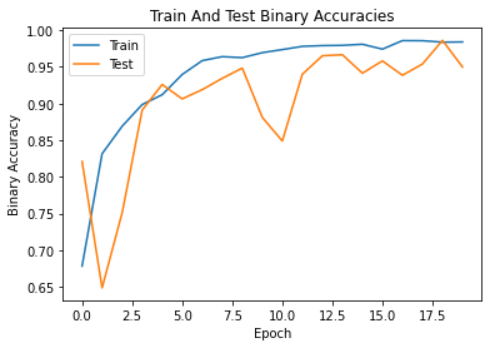 Train And Test Binary Accuracies
Train
Test
1.00
0.95
0.90
0.85
0.80
0.75
0.70
0.65
Binary Accuracy
0.0 2.5 5.0 7.5 10.0 12.5 15.0 17.5
Epoch